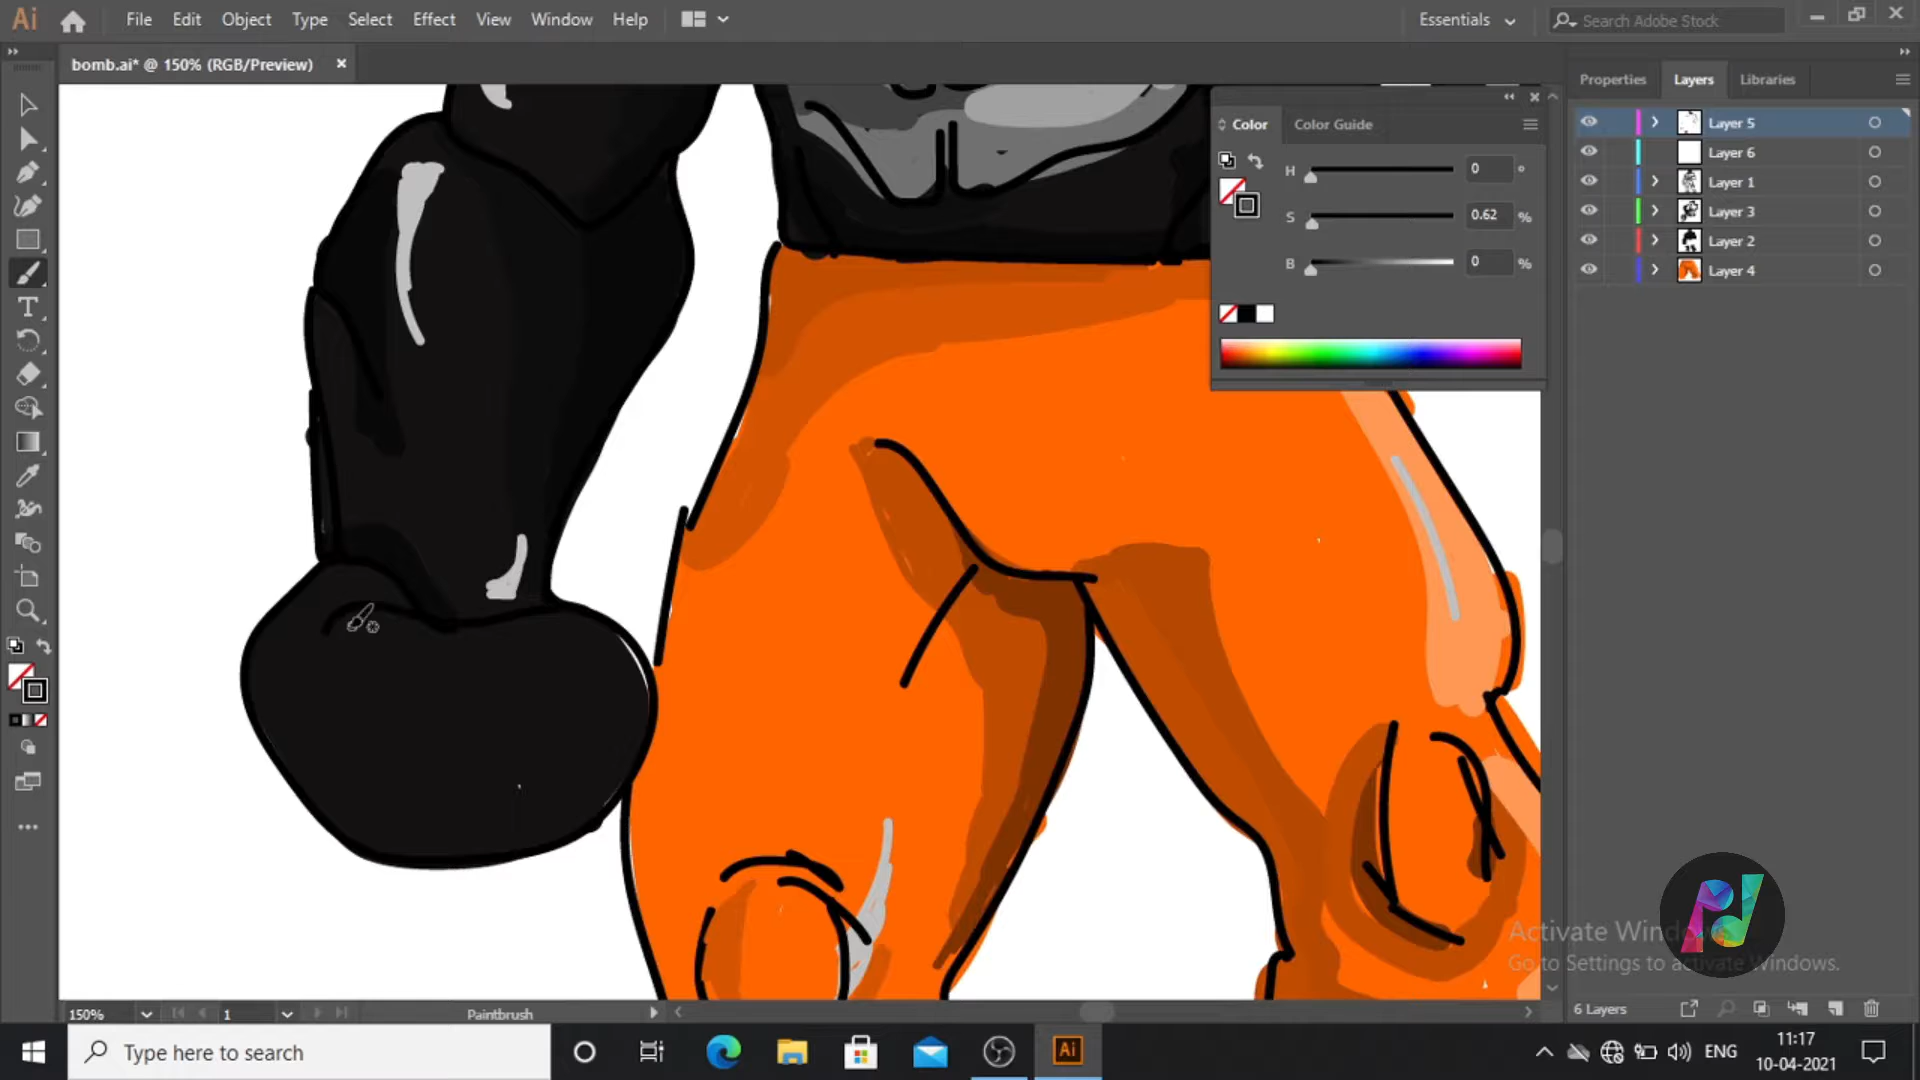 Ai File Edit Object Type Select Effect View Window Help Essentials Search Adobe Stock
bomb.ai* @ 150% (RGB/Preview)
Properties Layers Libraries
Color Color Guide
H 0 °
S 0.62 %
B 0 %
Layer 5
Layer 6
Layer 1
Layer 3
Layer 2
Layer 4
Go to Settings to activate Windows.
150% 1 Paintbrush
6 Layers
Type here to search
Ai
ENG
11:17
10-04-2021